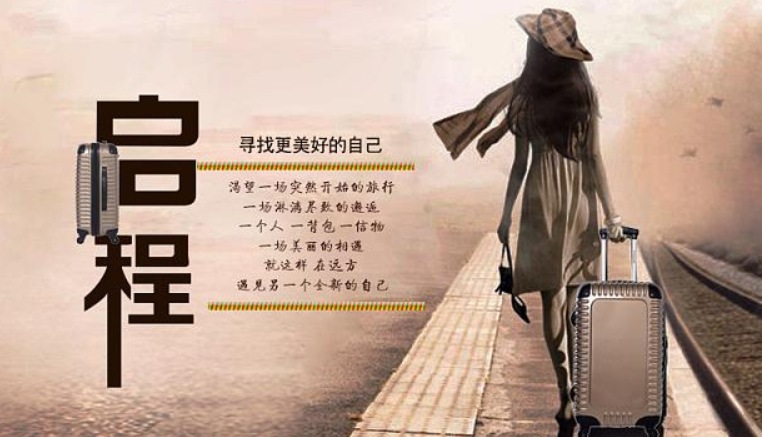 启程
寻找更美好的自己
渴望一场突然开始的旅行
一场淋漓尽致的邂逅
一个人 一背包 一信物
一场美丽的相遇
就这样 在远方
遇见另一个全新的自己